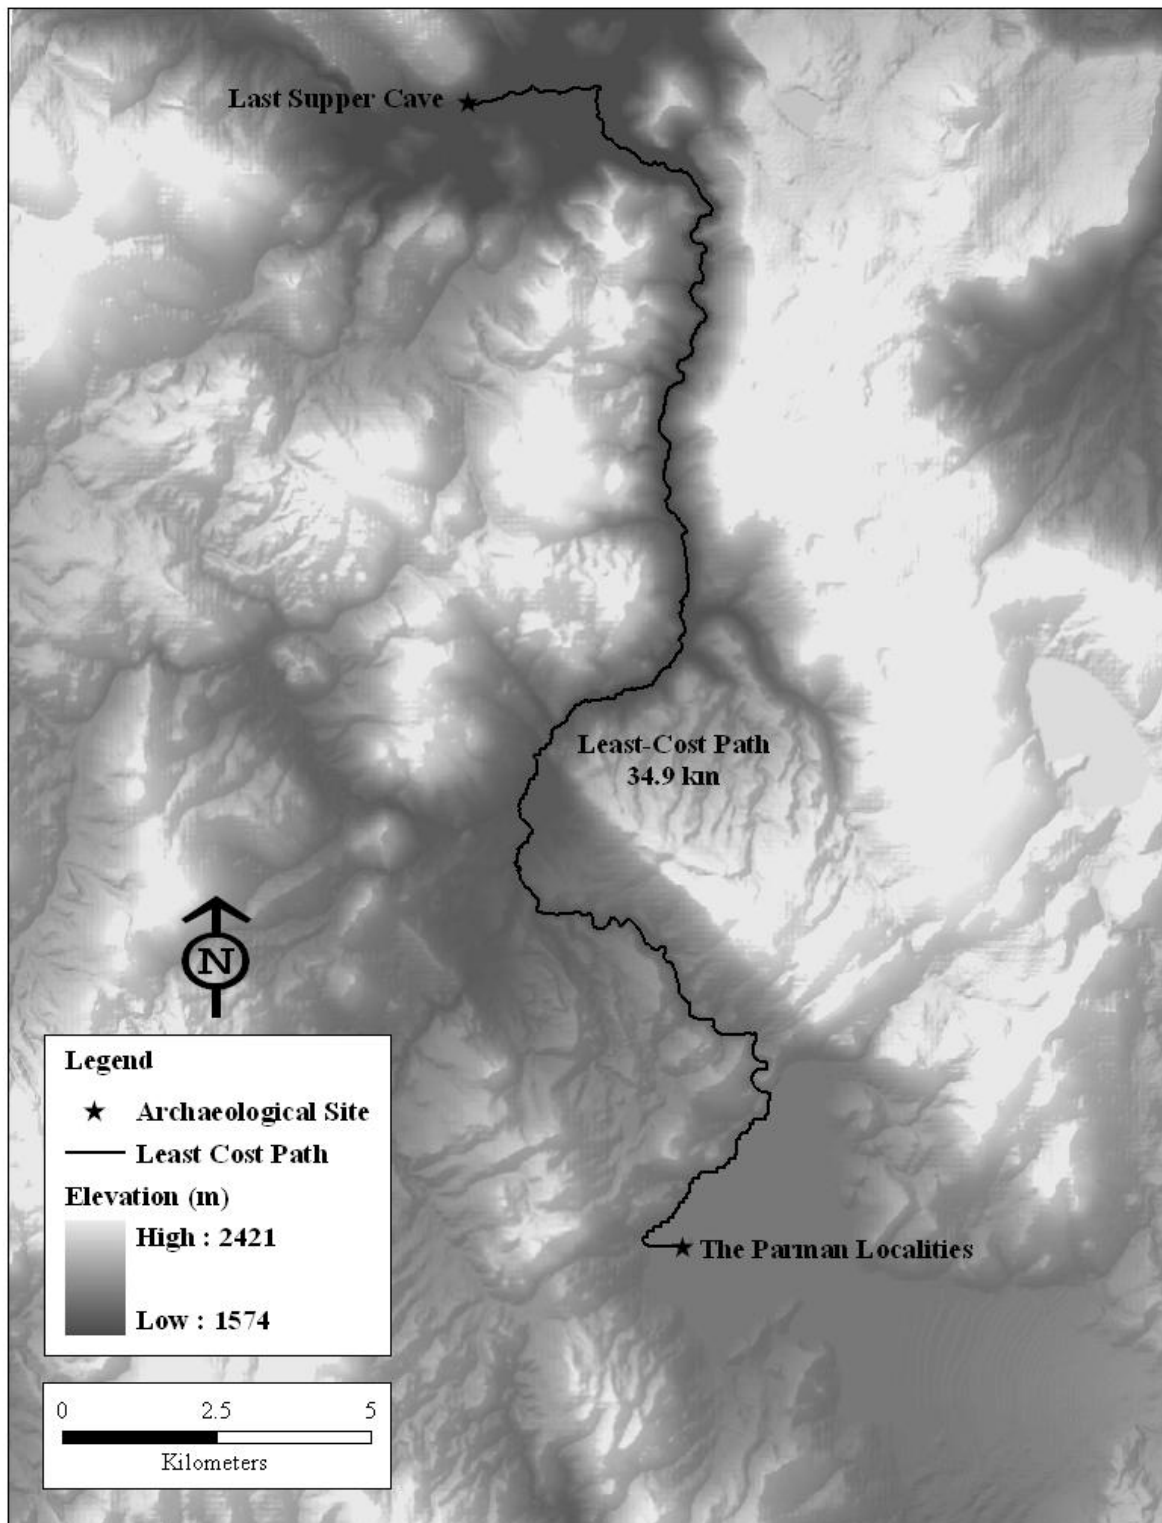 Last Supper Cave
Least-Cost Path
34.9 km
N
Legend
Archaeological Site
Least Cost Path
Elevation (m)
High : 2421
Low : 1574
The Parman Localities
0 2.5 5
Kilometers